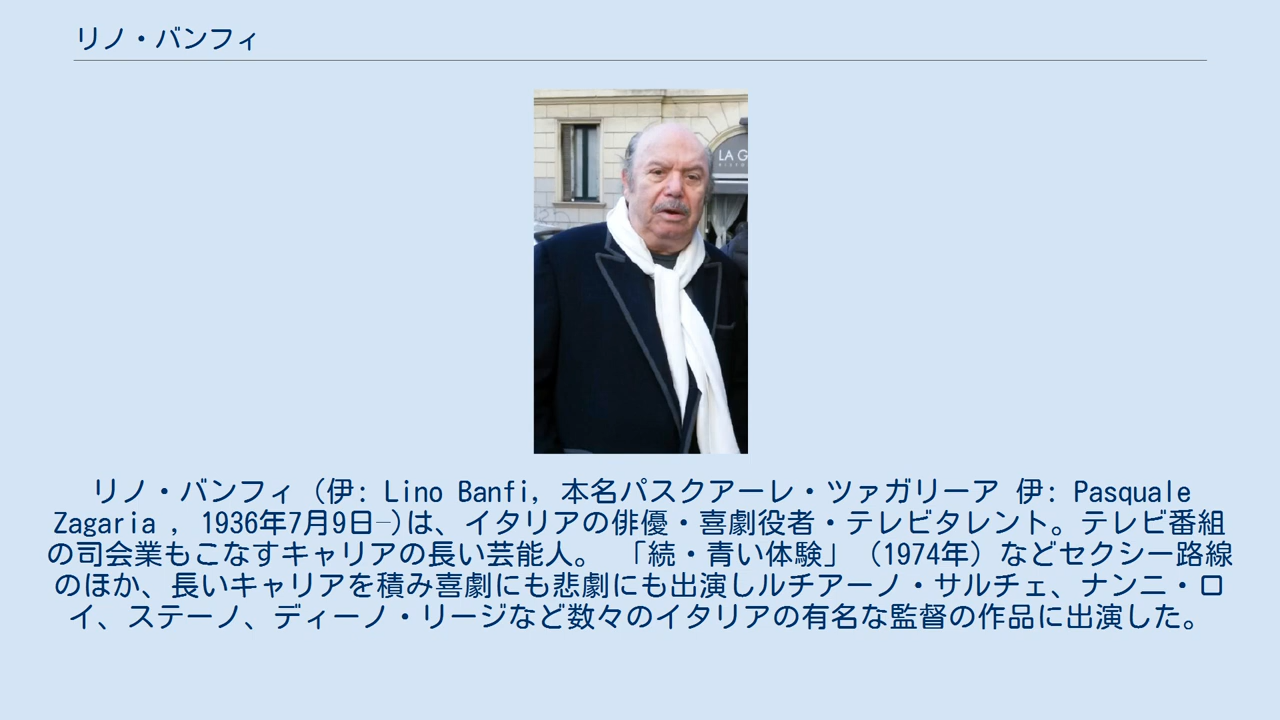 リノ・バンフィ
LA G
リノ・バンフィ（伊: Lino Banfi, 本名パスクアーレ・ツァガリーア 伊: Pasquale
Zagaria , 1936年7月9日–)は、イタリアの俳優・喜劇役者・テレビタレント。テレビ番組
の司会業もこなすキャリアの長い芸能人。 「続・青い体験」（1974年）などセクシー路線
のほか、長いキャリアを積み喜劇にも悲劇にも出演しルチアーノ・サルチェ、ナンニ・ロ
イ、ステーノ、ディーノ・リージなど数々のイタリアの有名な監督の作品に出演した。